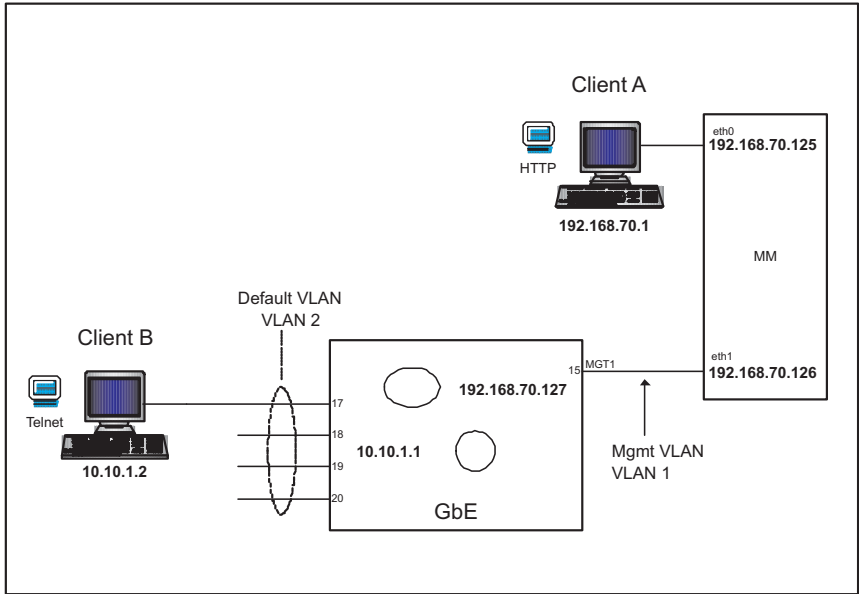 Client A
HTTP
192.168.70.1
eth0
192.168.70.125
MM
eth1
192.168.70.126
Default VLAN
VLAN 2
Client B
Telnet
10.10.1.2
17
18
19
20
15
MGT1
192.168.70.127
10.10.1.1
GbE
Mgmt VLAN
VLAN 1